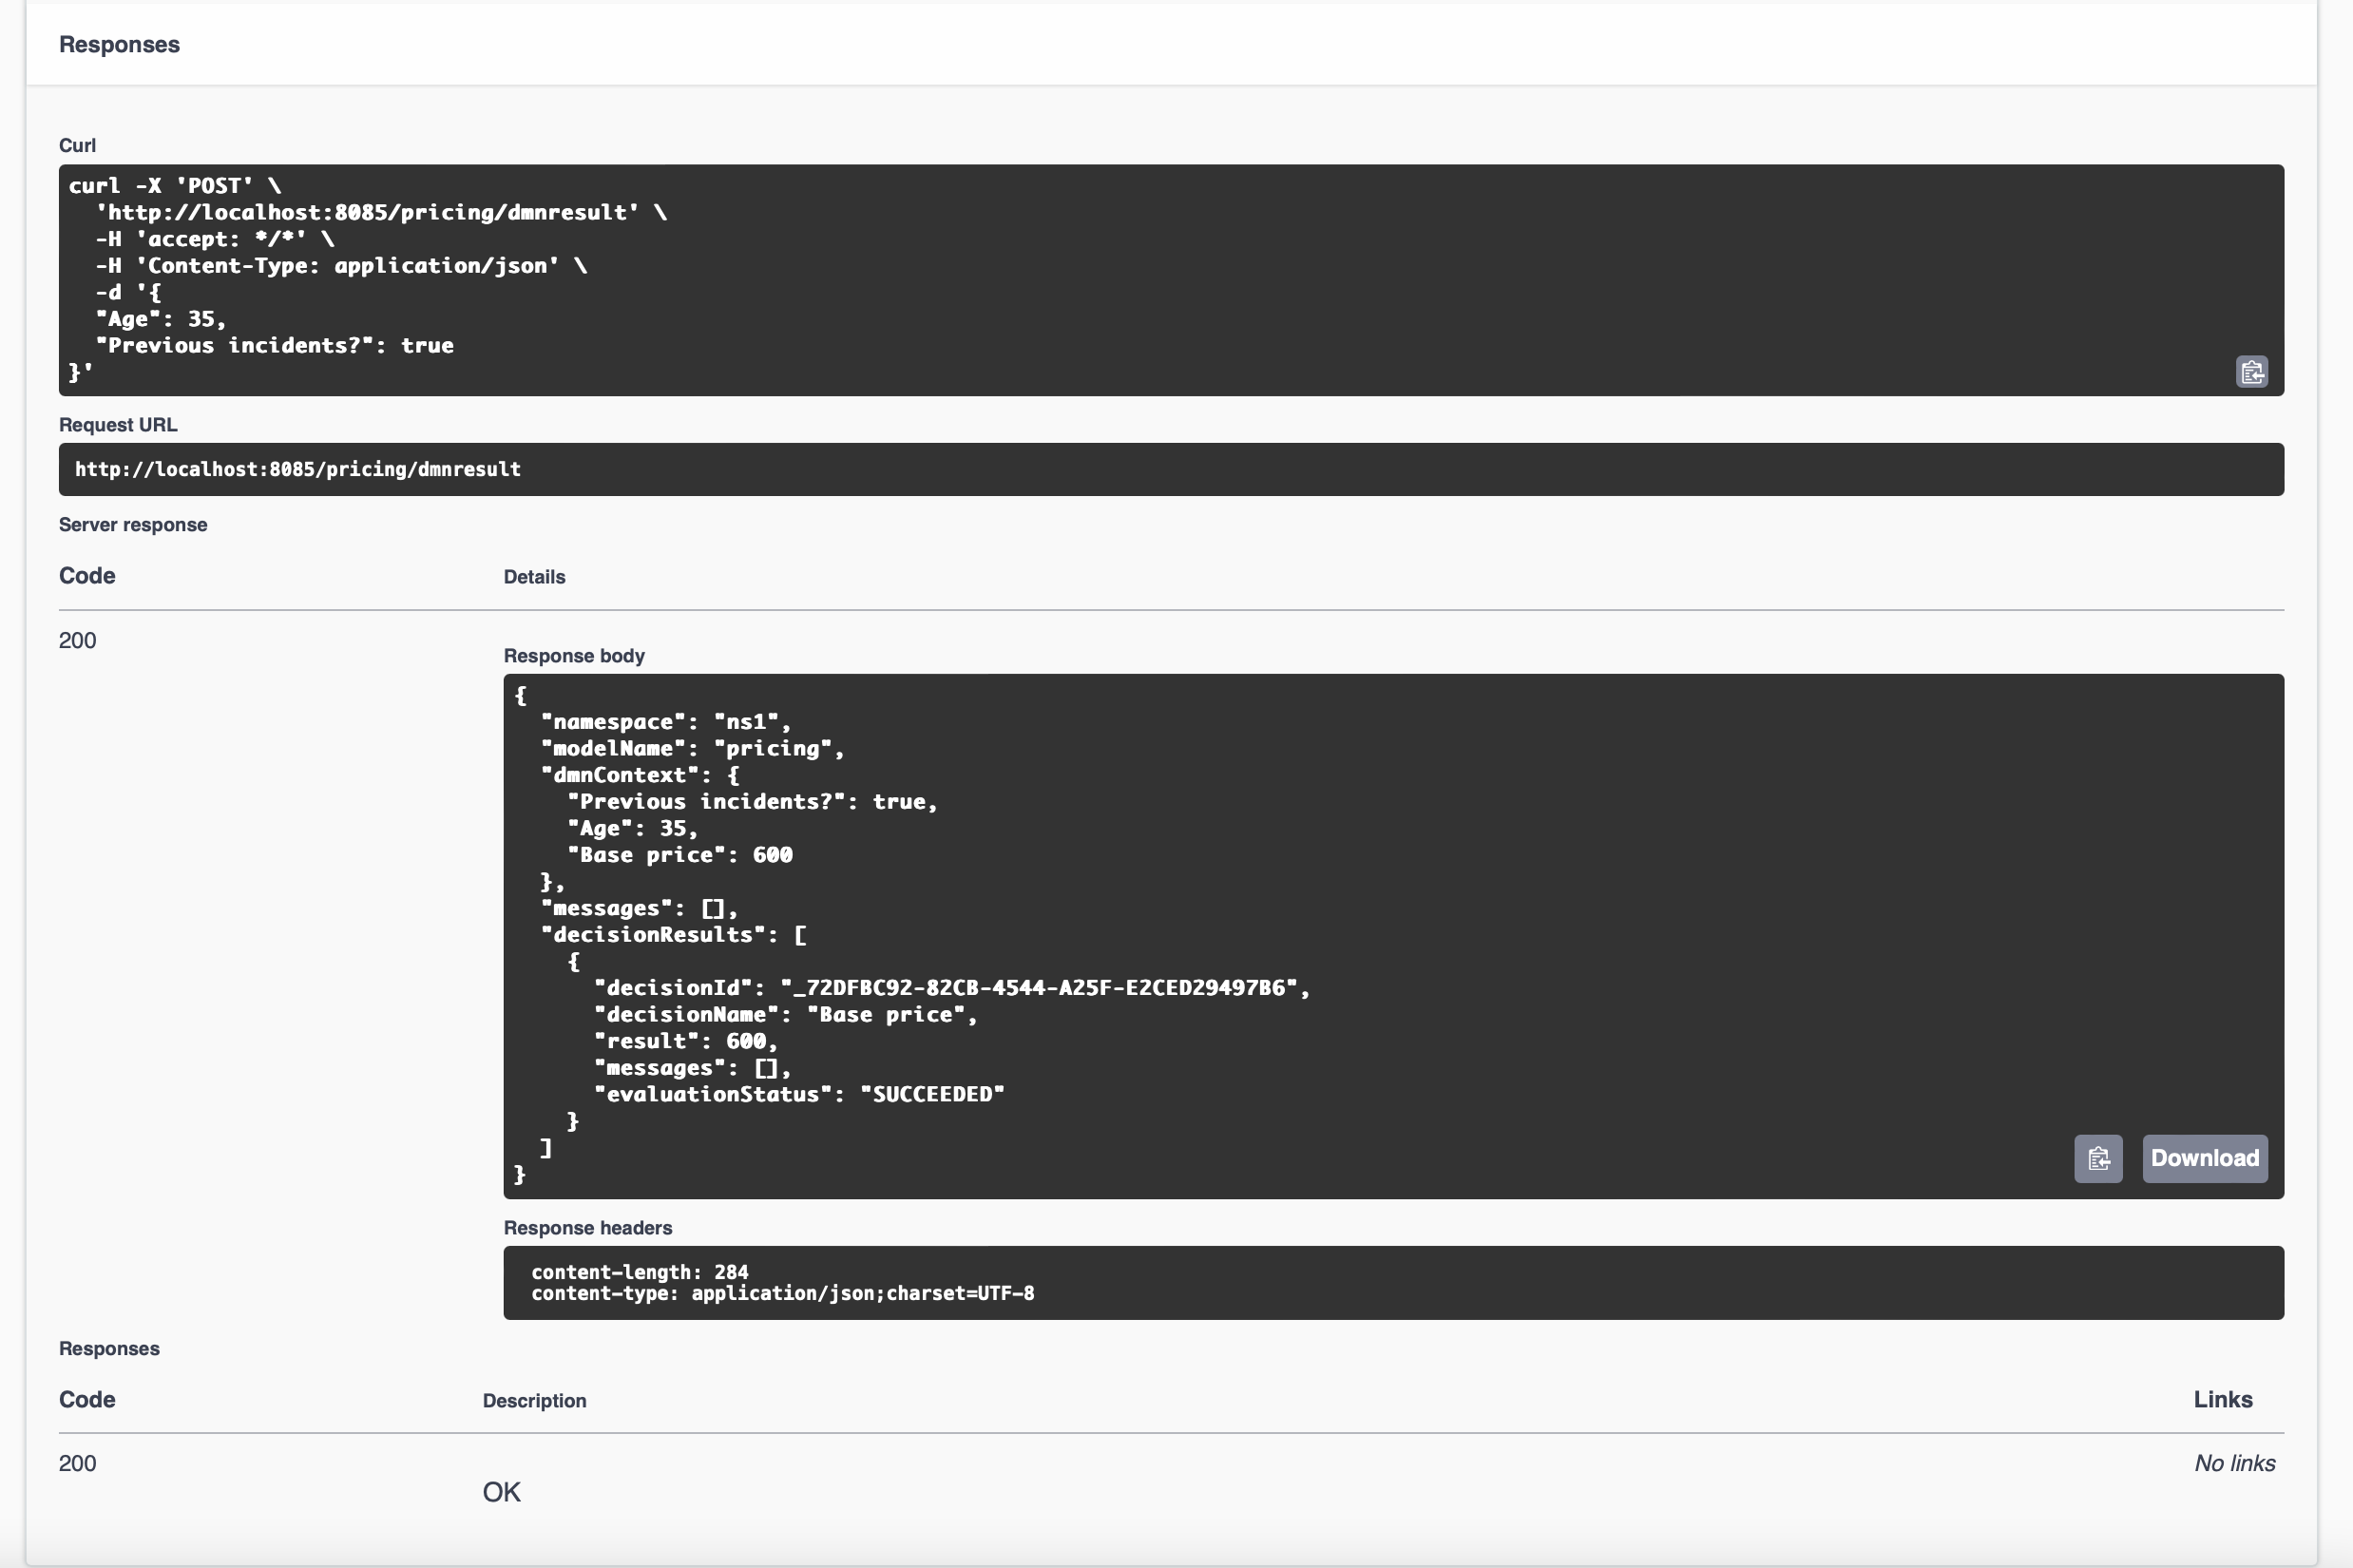 Responses
Curl
curl -X 'POST' \
  'http://localhost:8085/pricing/dmnresult' \
  -H 'accept: */*' \
  -H 'Content-Type: application/json' \
  -d '{
  "Age": 35,
  "Previous incidents?": true
}'
Request URL
http://localhost:8085/pricing/dmnresult
Server response
Code Details
200
Response body
{
  "namespace": "ns1",
  "modelName": "pricing",
  "dmnContext": {
    "Previous incidents?": true,
    "Age": 35,
    "Base price": 600
  },
  "messages": [],
  "decisionResults": [
    {
      "decisionId": "_72DFBC92-82CB-4544-A25F-E2CED29497B6",
      "decisionName": "Base price",
      "result": 600,
      "messages": [],
      "evaluationStatus": "SUCCEEDED"
    }
  ]
}
Download
Response headers
content-length: 284
content-type: application/json;charset=UTF-8
Responses
Code Description Links
200 No links
OK